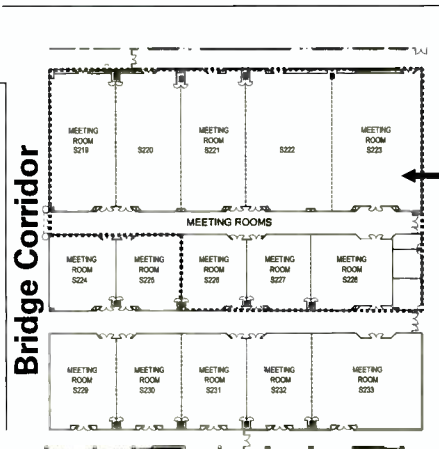 MEETING
ROOM
S219
S220
MEETING
ROOM
S221
S222
MEETING
ROOM
S223
MEETING ROOMS
Bridge Corridor
MEETING
ROOM
S224
MEETING
ROOM
S225
MEETING
ROOM
S226
MEETING
ROOM
S227
MEETING
ROOM
S228
MEETING
ROOM
S229
MEETING
ROOM
S230
MEETING
ROOM
S231
MEETING
ROOM
S232
MEETING
ROOM
S233